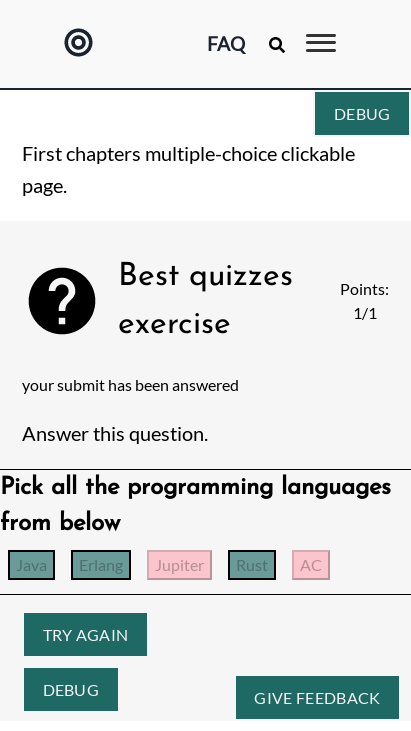 FAQ
DEBUG
First chapters multiple-choice clickable
page.
Best quizzes
exercise
Points:
1/1
your submit has been answered
Answer this question.
Pick all the programming languages
from below
Java Erlang Jupiter Rust AC
TRY AGAIN
DEBUG
GIVE FEEDBACK